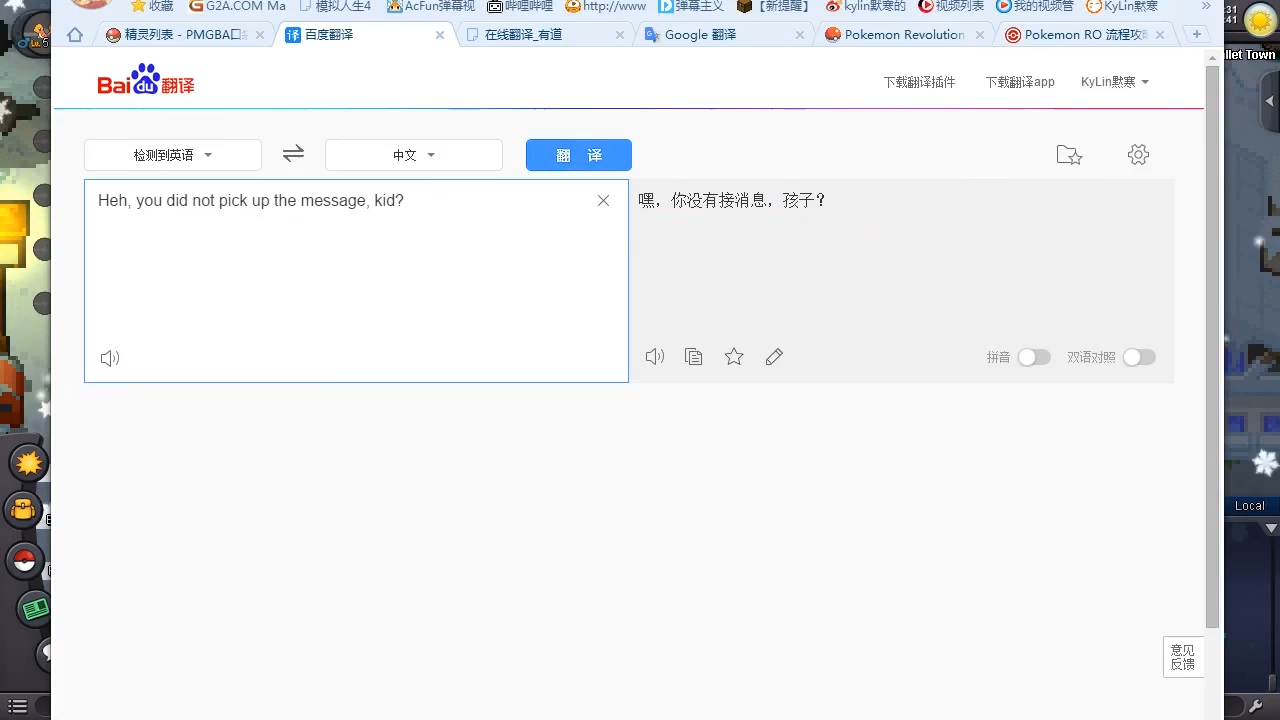 收藏
G2A.COM Ma
模拟人生4
AcFun弹幕视
哔哩哔哩
http://www
弹幕主义
【新提醒】
kylin默寒的
视频列表
我的视频管
KyLin默寒
»
精灵列表 - PMGBA口
百度翻译
在线翻译_有道
Google 翻译
Pokemon Revolutio
Pokemon RO 流程攻
llet Town
Lv. 5
Bai du 翻译
下载翻译插件
下载翻译app
KyLin默寒
检测到英语
中文
翻 译
Heh, you did not pick up the message, kid?
嘿，你没有接消息，孩子？
拼音
双语对照
Local
意见
反馈